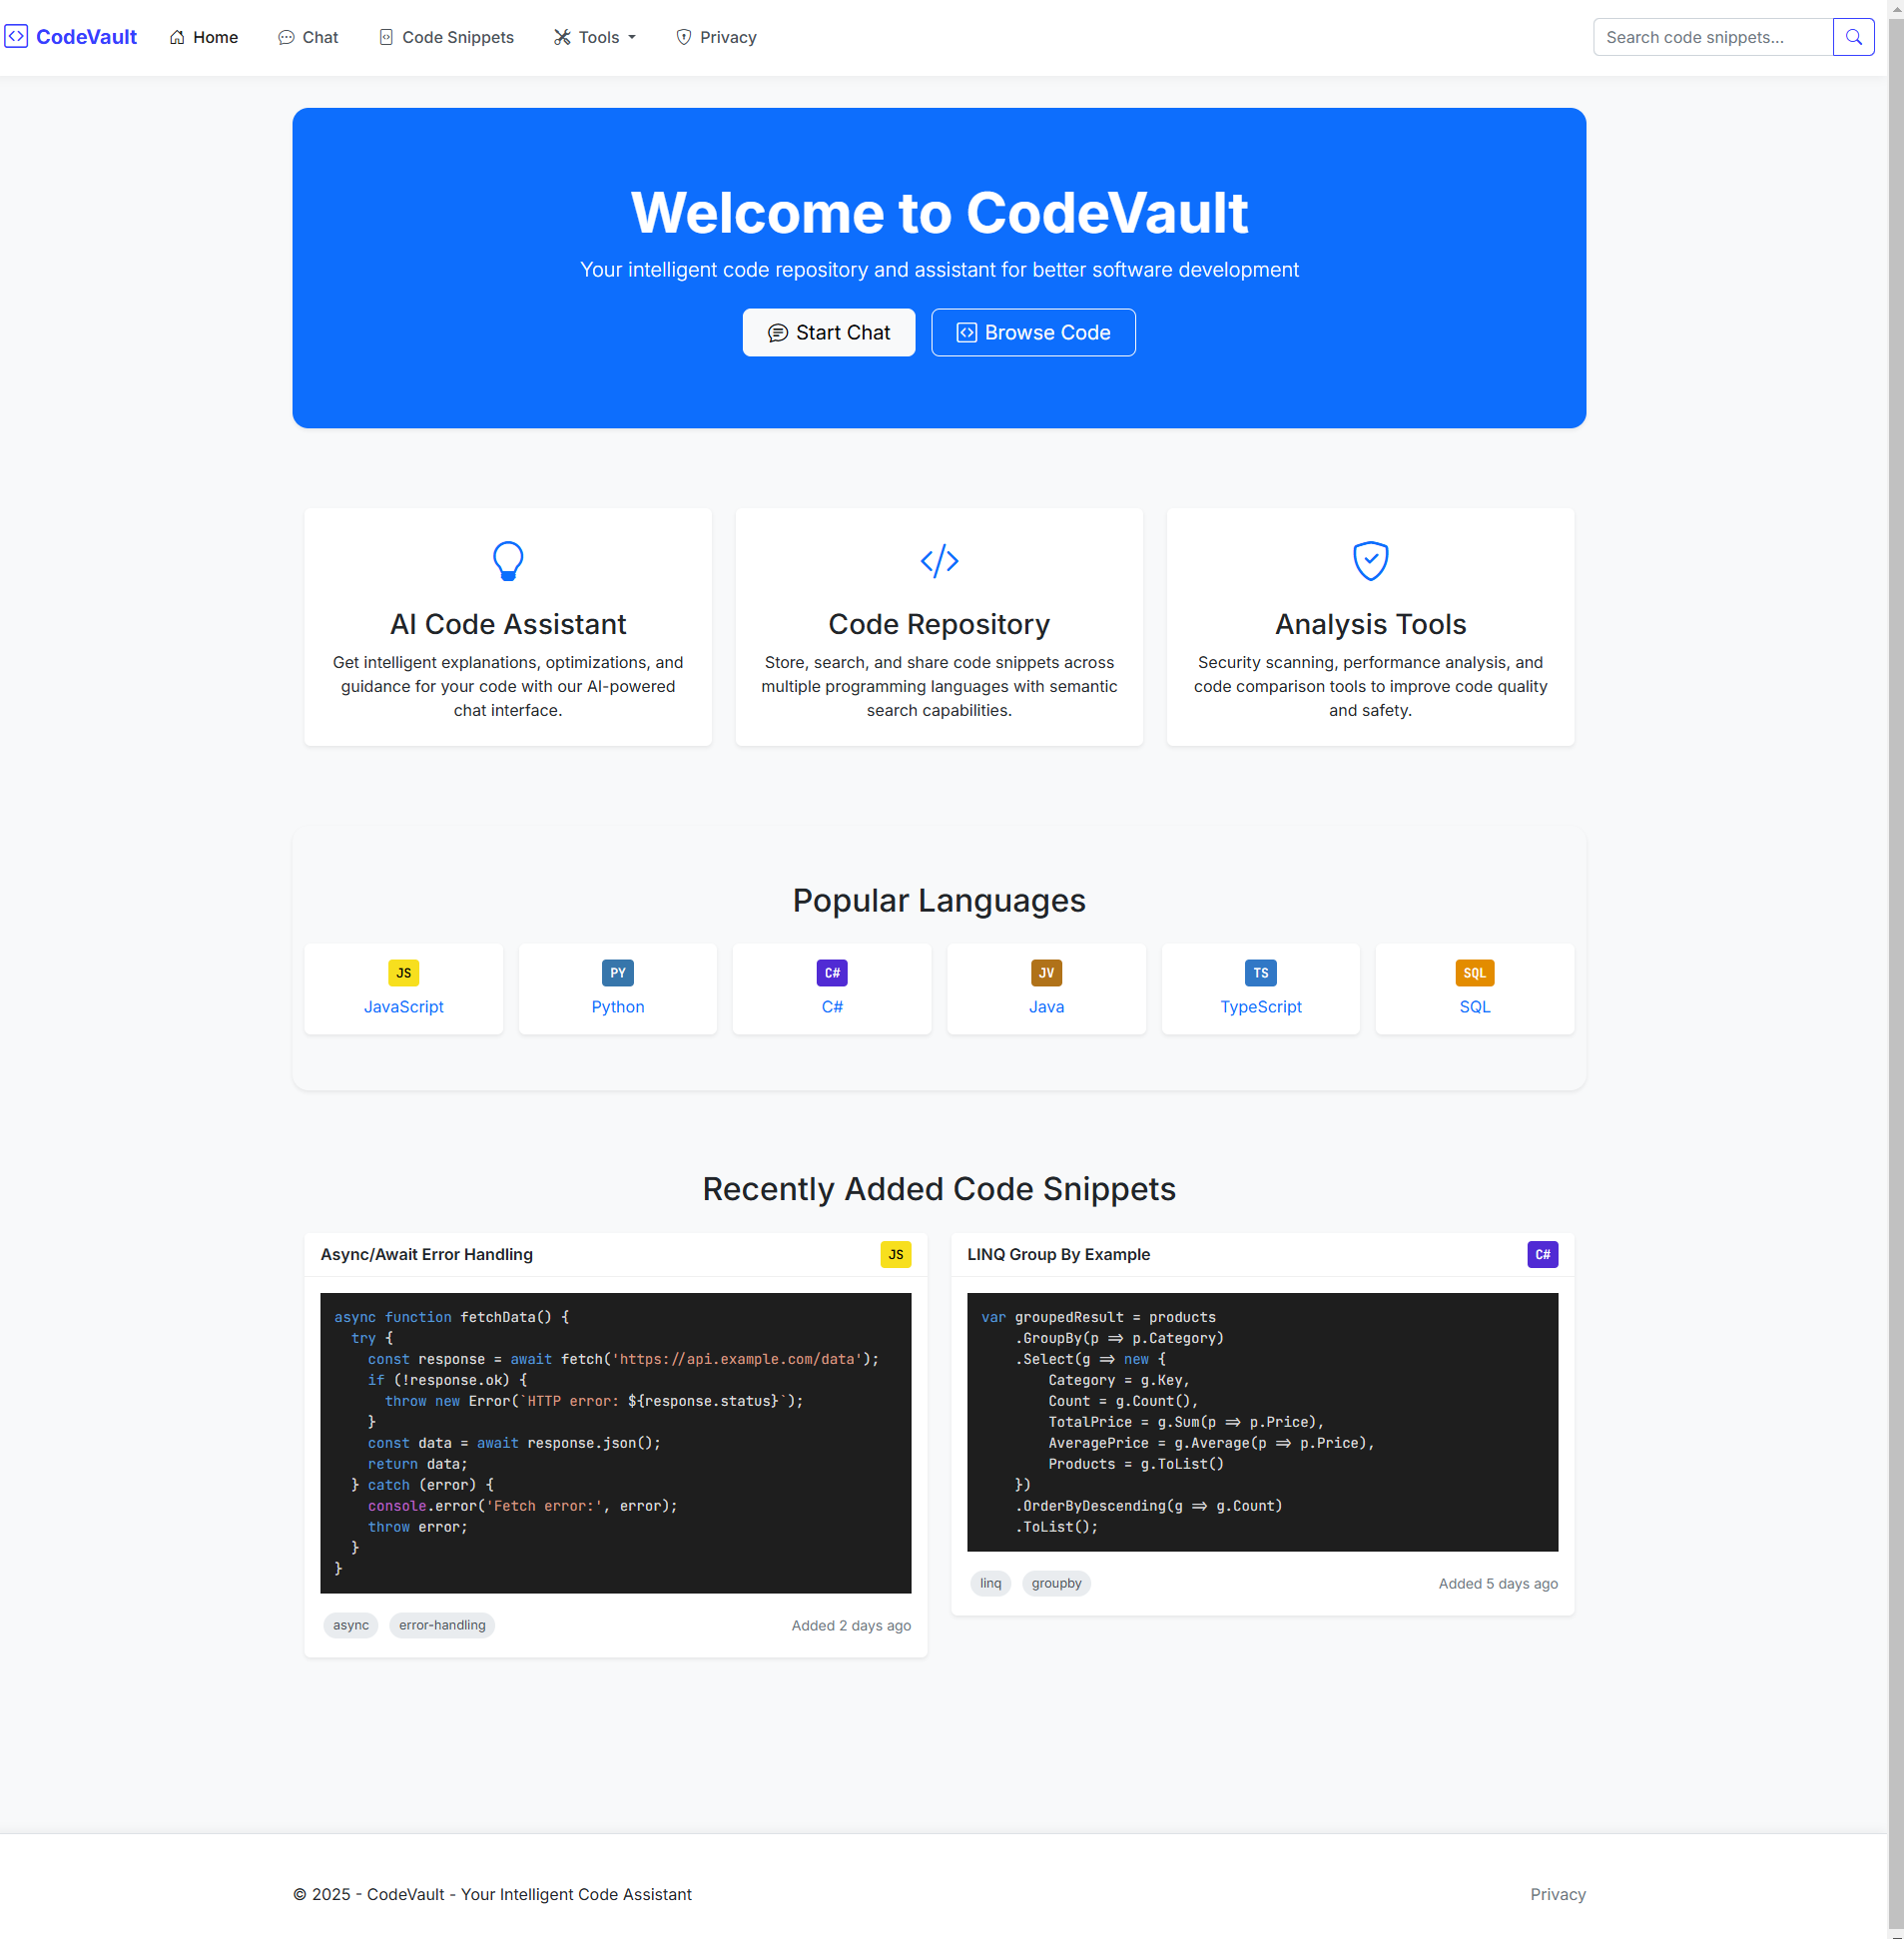 CodeVault
Home
Chat
Code Snippets
Tools
Privacy
Search code snippets...
Welcome to CodeVault
Your intelligent code repository and assistant for better software development
Start Chat
Browse Code
AI Code Assistant
Get intelligent explanations, optimizations, and
guidance for your code with our AI-powered
chat interface.
Code Repository
Store, search, and share code snippets across
multiple programming languages with semantic
search capabilities.
Analysis Tools
Security scanning, performance analysis, and
code comparison tools to improve code quality
and safety.
Popular Languages
JS
JavaScript
PY
Python
C#
C#
JV
Java
TS
TypeScript
SQL
SQL
Recently Added Code Snippets
Async/Await Error Handling
JS
async function fetchData() {
  try {
    const response = await fetch('https://api.example.com/data');
    if (!response.ok) {
      throw new Error(`HTTP error: ${response.status}`);
    }
    const data = await response.json();
    return data;
  } catch (error) {
    console.error('Fetch error:', error);
    throw error;
  }
}
async
error-handling
Added 2 days ago
LINQ Group By Example
C#
var groupedResult = products
    .GroupBy(p => p.Category)
    .Select(g => new {
        Category = g.Key,
        Count = g.Count(),
        TotalPrice = g.Sum(p => p.Price),
        AveragePrice = g.Average(p => p.Price),
        Products = g.ToList()
    })
    .OrderByDescending(g => g.Count)
    .ToList();
linq
groupby
Added 5 days ago
© 2025 - CodeVault - Your Intelligent Code Assistant
Privacy